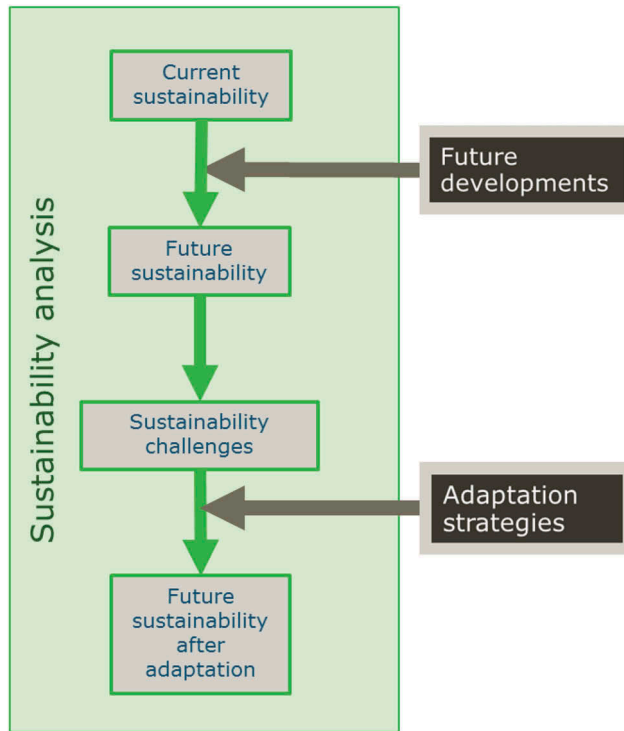 Sustainability analysis
Current
sustainability
Future
developments
Future
sustainability
Sustainability
challenges
Adaptation
strategies
Future
sustainability
after
adaptation